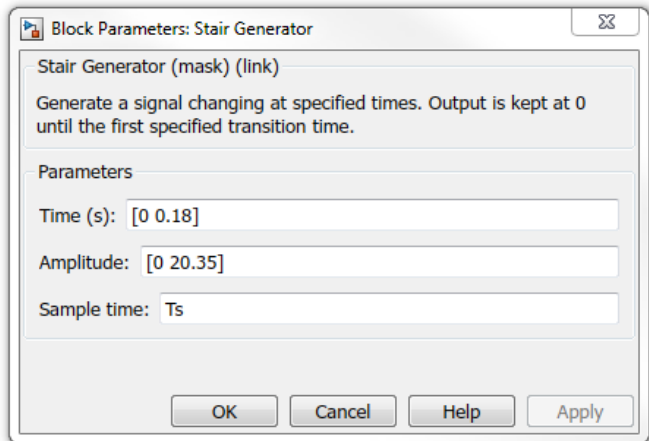 Block Parameters: Stair Generator
Stair Generator (mask) (link)
Generate a signal changing at specified times. Output is kept at 0
until the first specified transition time.
Parameters
Time (s): [0 0.18]
Amplitude: [0 20.35]
Sample time: Ts
OK Cancel Help Apply